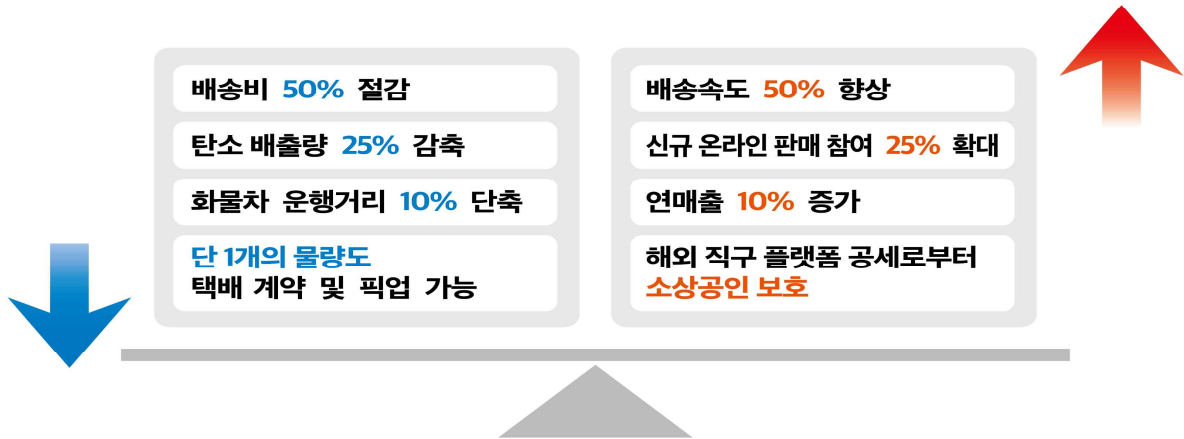 배송비 50% 절감
탄소 배출량 25% 감축
화물차 운행거리 10% 단축
단 1개의 물량도
택배 계약 및 픽업 가능
배송속도 50% 향상
신규 온라인 판매 참여 25% 확대
연매출 10% 증가
해외 직구 플랫폼 공세로부터
소상공인 보호